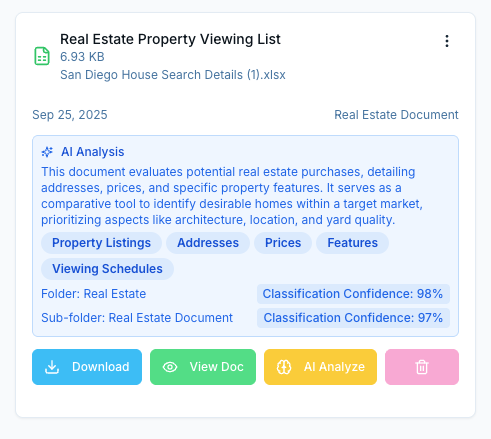 Real Estate Property Viewing List
6.93 KB
San Diego House Search Details (1).xlsx
Sep 25, 2025
Real Estate Document
AI Analysis
This document evaluates potential real estate purchases, detailing
addresses, prices, and specific property features. It serves as a
comparative tool to identify desirable homes within a target market,
prioritizing aspects like architecture, location, and yard quality.
Property Listings Addresses Prices Features
Viewing Schedules
Folder: Real Estate Classification Confidence: 98%
Sub-folder: Real Estate Document Classification Confidence: 97%
Download View Doc AI Analyze